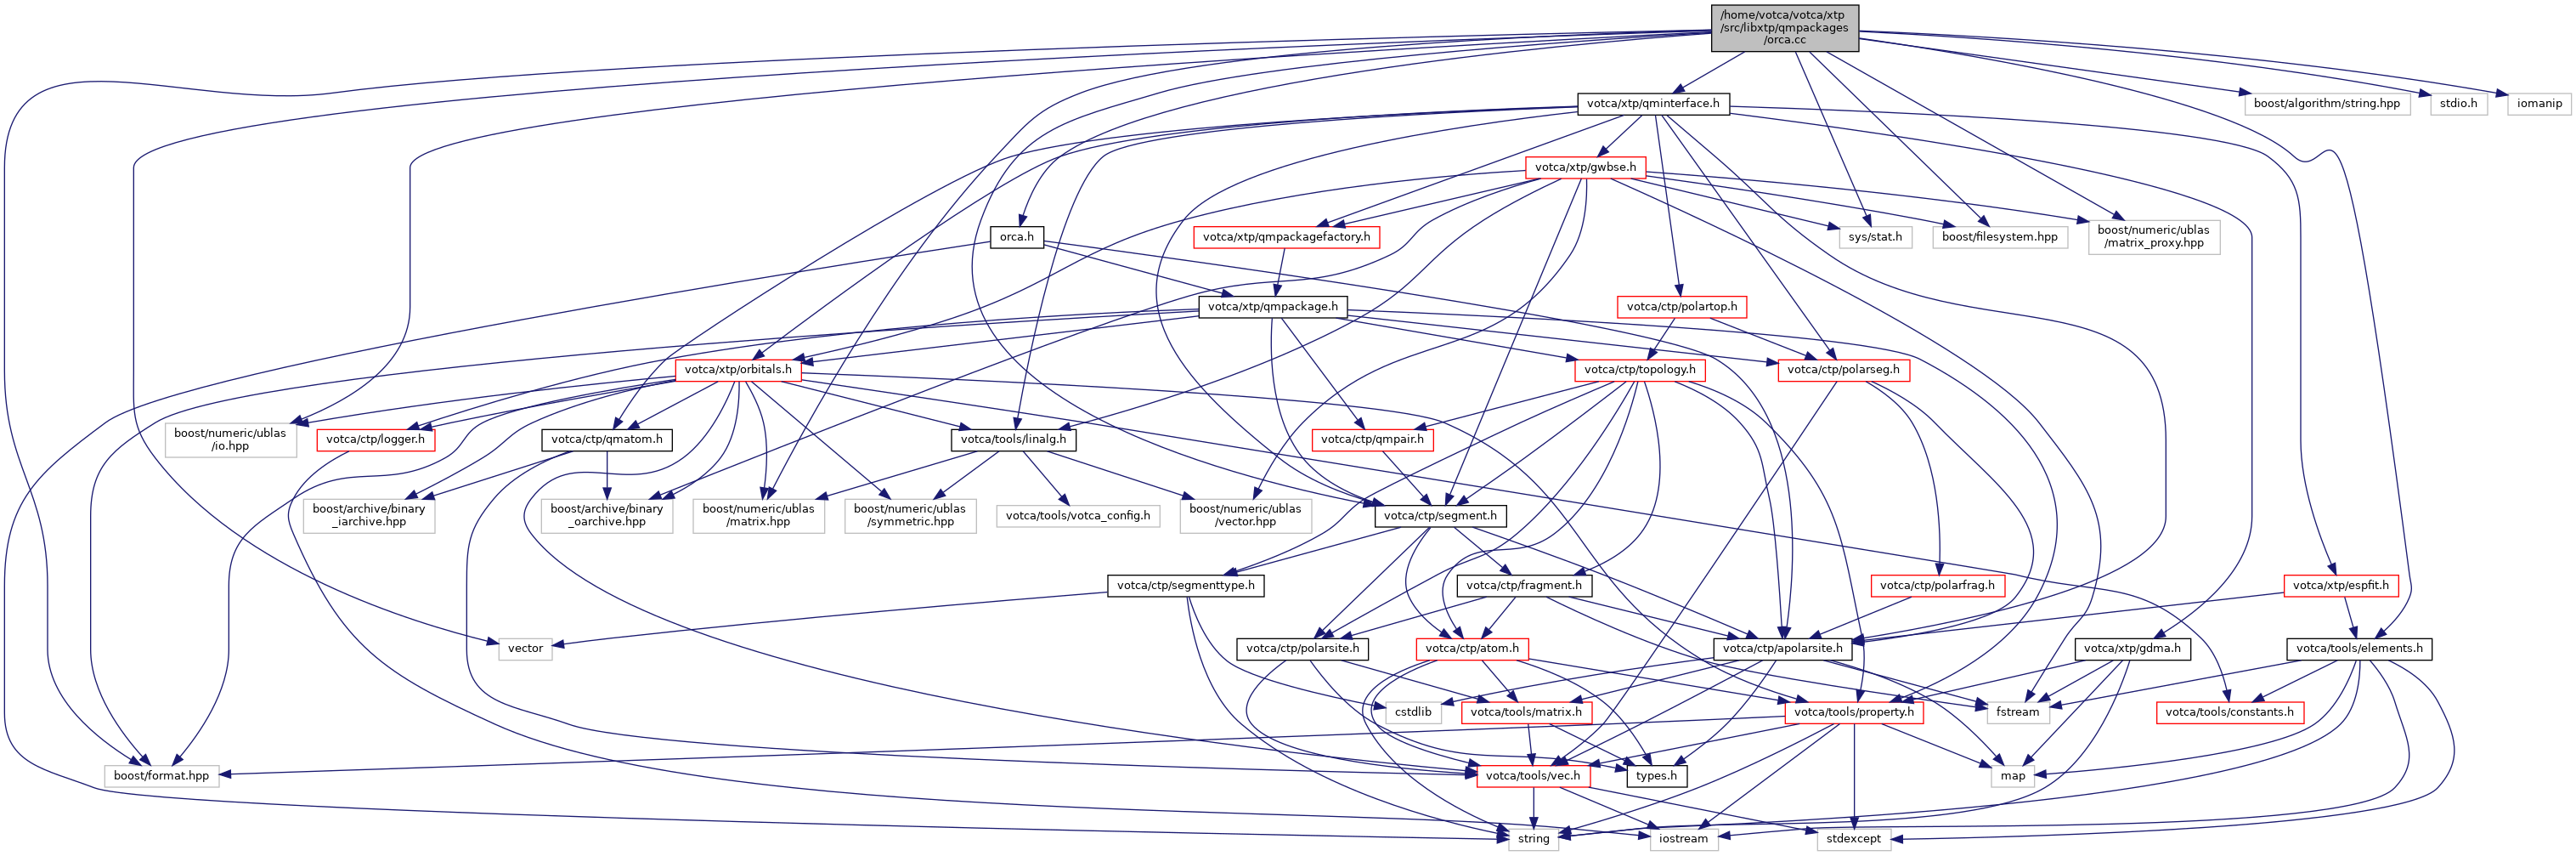 /home/votca/votca/xtp
/src/libxtp/qmpackages
/orca.cc
votca/xtp/qminterface.h
boost/algorithm/string.hpp
stdio.h
iomanip
votca/xtp/gwbse.h
orca.h
votca/xtp/qmpackagefactory.h
sys/stat.h
boost/filesystem.hpp
boost/numeric/ublas
/matrix_proxy.hpp
votca/xtp/qmpackage.h
votca/ctp/polartop.h
votca/xtp/orbitals.h
votca/ctp/topology.h
votca/ctp/polarseg.h
boost/numeric/ublas
/io.hpp
votca/ctp/logger.h
votca/ctp/qmatom.h
votca/tools/linalg.h
votca/ctp/qmpair.h
boost/archive/binary
_iarchive.hpp
boost/archive/binary
_oarchive.hpp
boost/numeric/ublas
/matrix.hpp
boost/numeric/ublas
/symmetric.hpp
votca/tools/votca_config.h
boost/numeric/ublas
/vector.hpp
votca/ctp/segment.h
votca/ctp/segmenttype.h
votca/ctp/fragment.h
votca/ctp/polarfrag.h
votca/xtp/espfit.h
vector
votca/ctp/polarsite.h
votca/ctp/atom.h
votca/ctp/apolarsite.h
votca/xtp/gdma.h
votca/tools/elements.h
cstdlib
votca/tools/matrix.h
votca/tools/property.h
fstream
votca/tools/constants.h
boost/format.hpp
votca/tools/vec.h
types.h
map
string
iostream
stdexcept